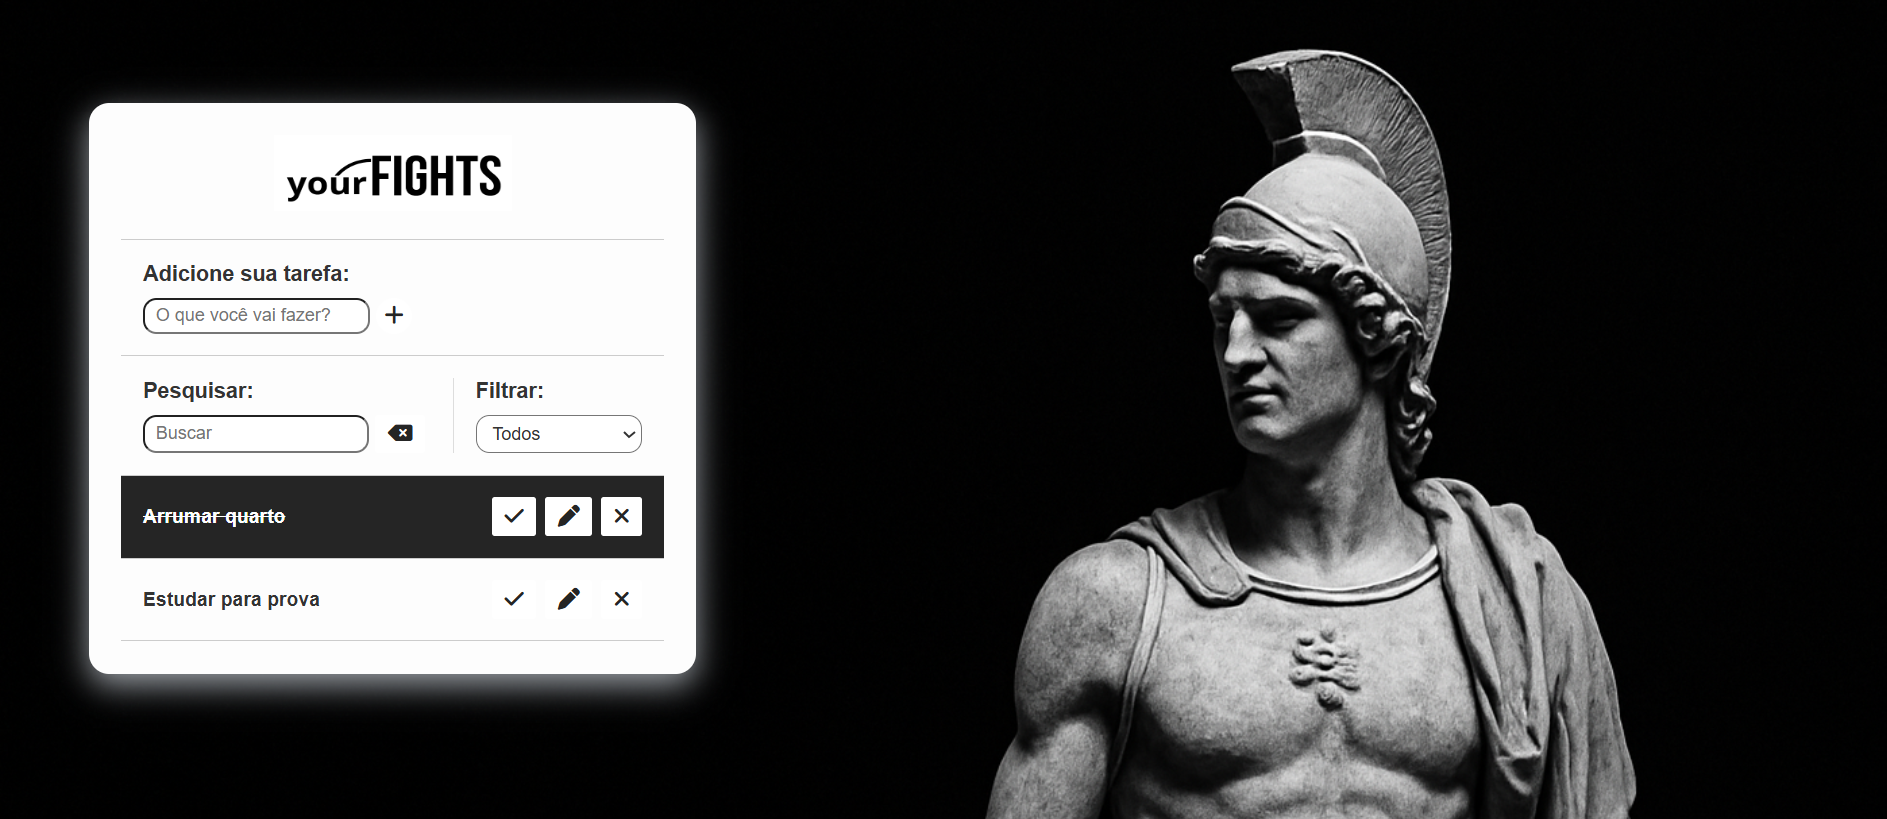 yourFIGHTS
Adicione sua tarefa:
O que você vai fazer?
Pesquisar:
Filtrar:
Buscar
Todos
Arrumar quarto
Estudar para prova